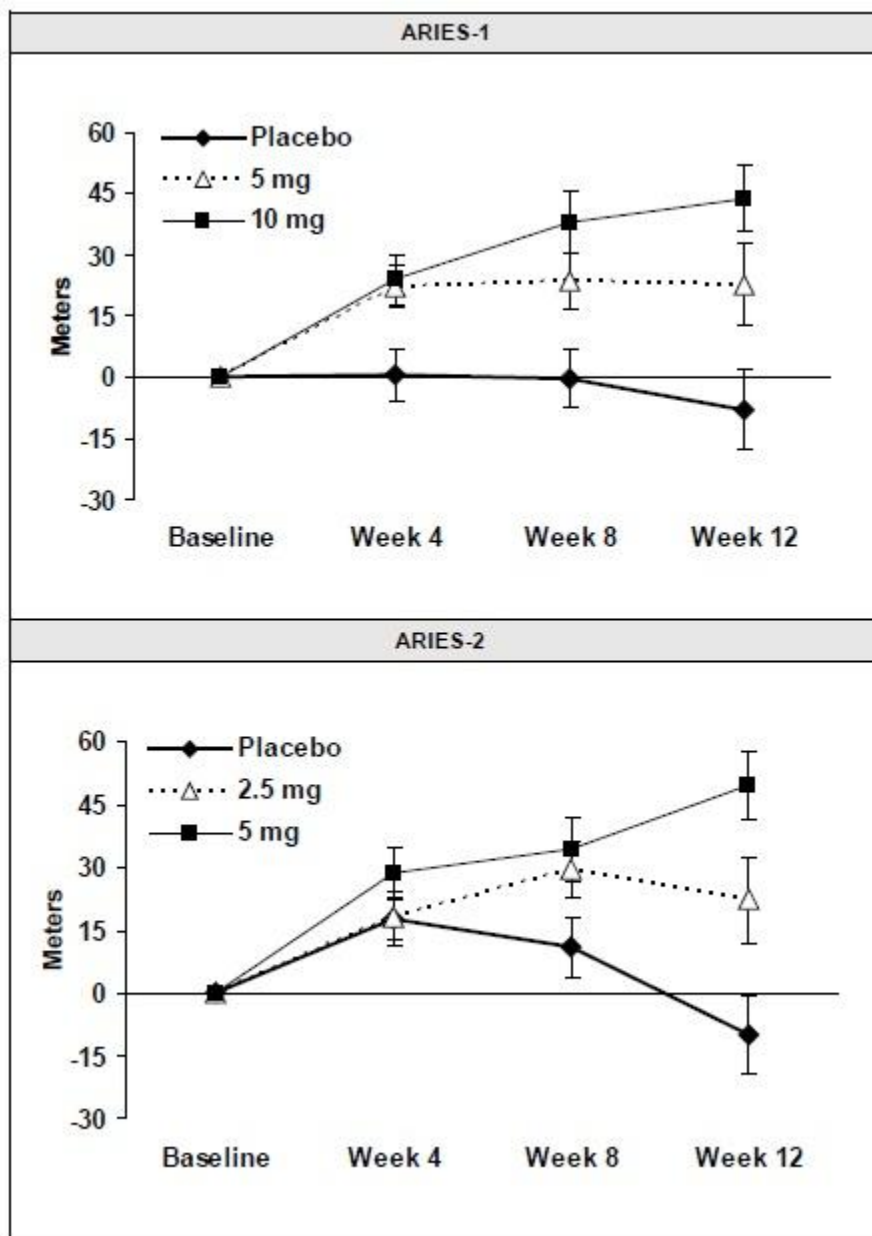 ARIES-1
Placebo
5 mg
10 mg
60
45
30
15
0
-15
-30
Meters
Baseline Week 4 Week 8 Week 12
ARIES-2
Placebo
2.5 mg
5 mg
60
45
30
15
0
-15
-30
Meters
Baseline Week 4 Week 8 Week 12